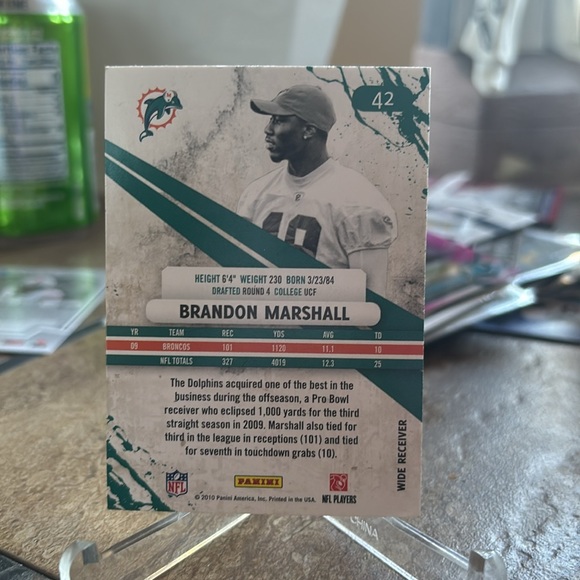 42
19
HEIGHT 6'4" WEIGHT 230 BORN 3/23/84
DRAFTED ROUND 4 COLLEGE UCF
BRANDON MARSHALL
YR TEAM REC YDS AVG TD
09 BRONCOS 101 1120 11.1 10
NFL TOTALS 327 4019 12.3 25
The Dolphins acquired one of the best in the
business during the offseason, a Pro Bowl
receiver who eclipsed 1,000 yards for the third
straight season in 2009. Marshall also tied for
third in the league in receptions (101) and tied
for seventh in touchdown grabs (10).
WIDE RECEIVER
NFL
PANINI
NFL PLAYERS
© 2010 Panini America, Inc. Printed in the USA.
CHINA